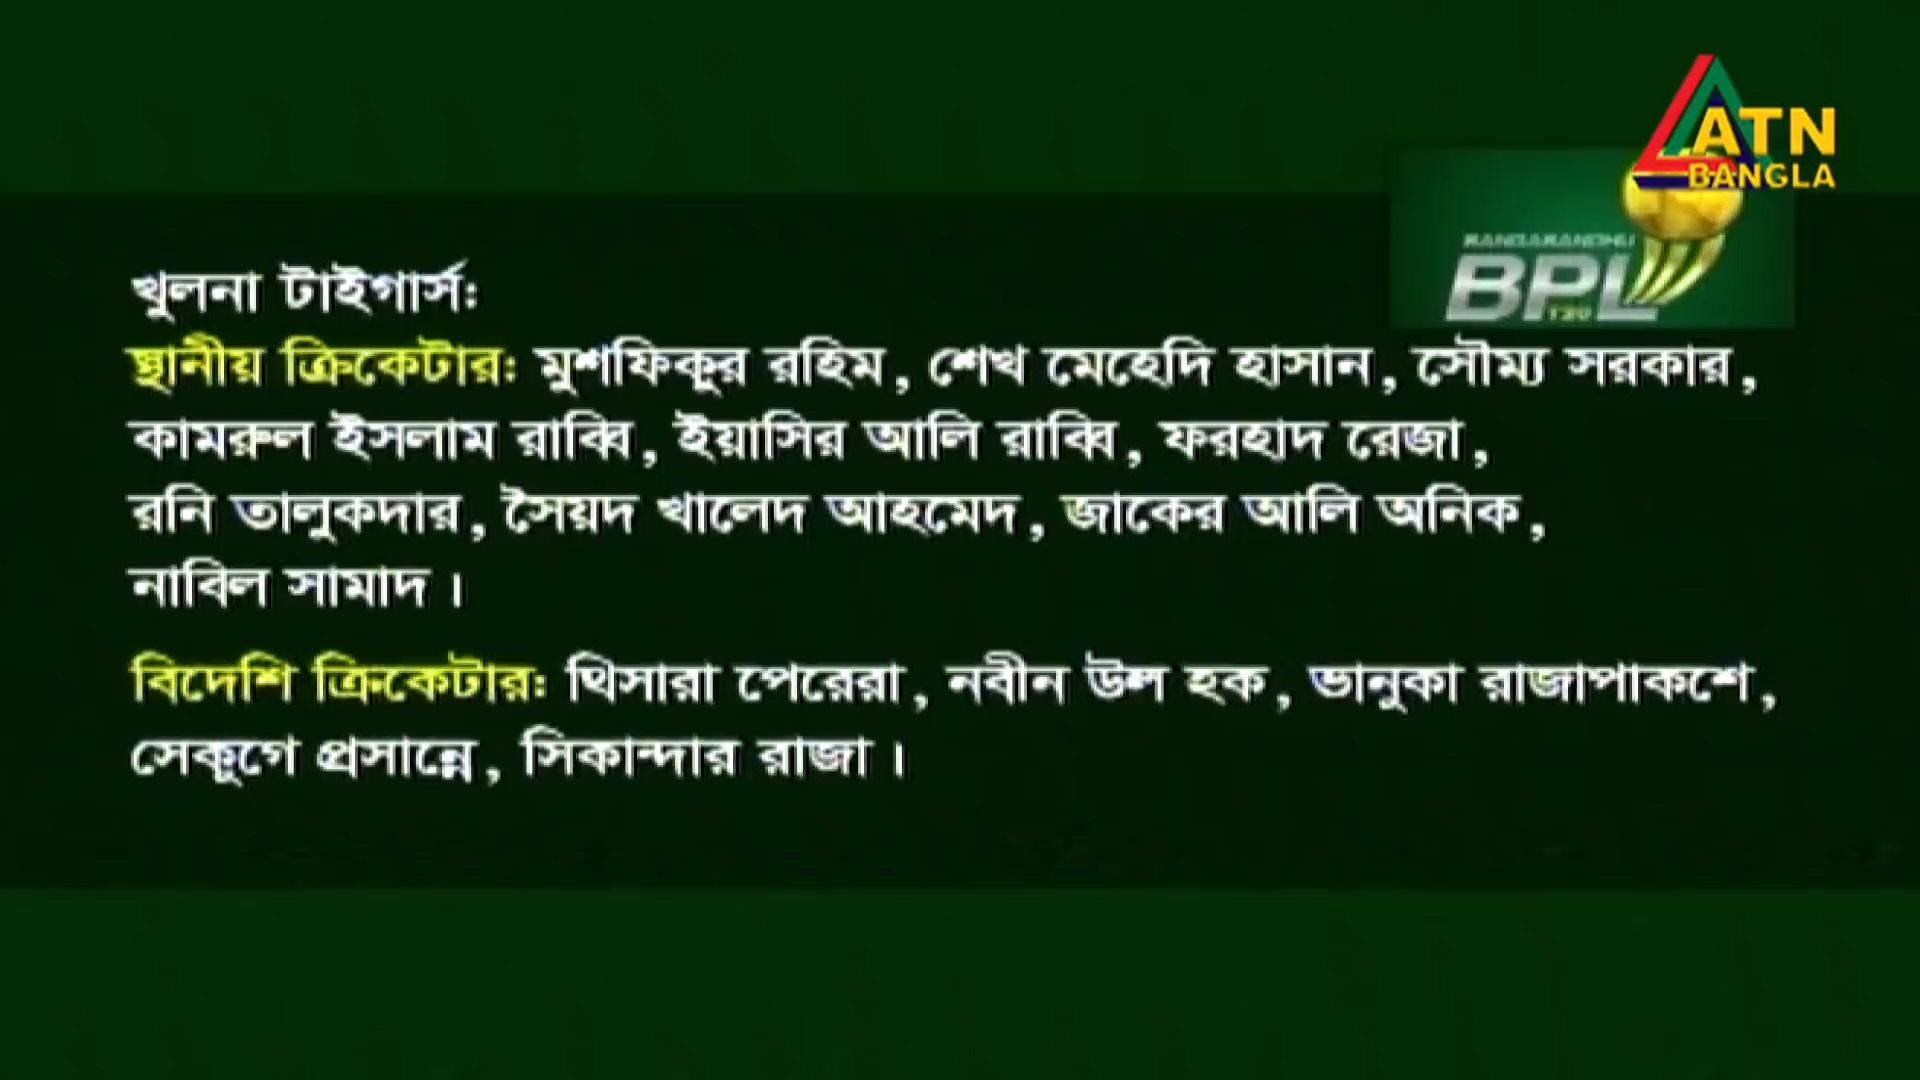 ATN
BANGLA
BANGABANDHU
BPL
T20
খুলনা টাইগার্স:
স্থানীয় ক্রিকেটার: মুশফিকুর রহিম, শেখ মেহেদি হাসান, সৌম্য সরকার,
কামরুল ইসলাম রাব্বি, ইয়াসির আলি রাব্বি, ফরহাদ রেজা,
রনি তালুকদার, সৈয়দ খালেদ আহমেদ, জাকের আলি অনিক,
নাবিল সামাদ।
বিদেশি ক্রিকেটার: থিসারা পেরেরা, নবীন উল হক, ভানুকা রাজাপাকশে,
সেকুগে প্রসান্নে, সিকান্দার রাজা।